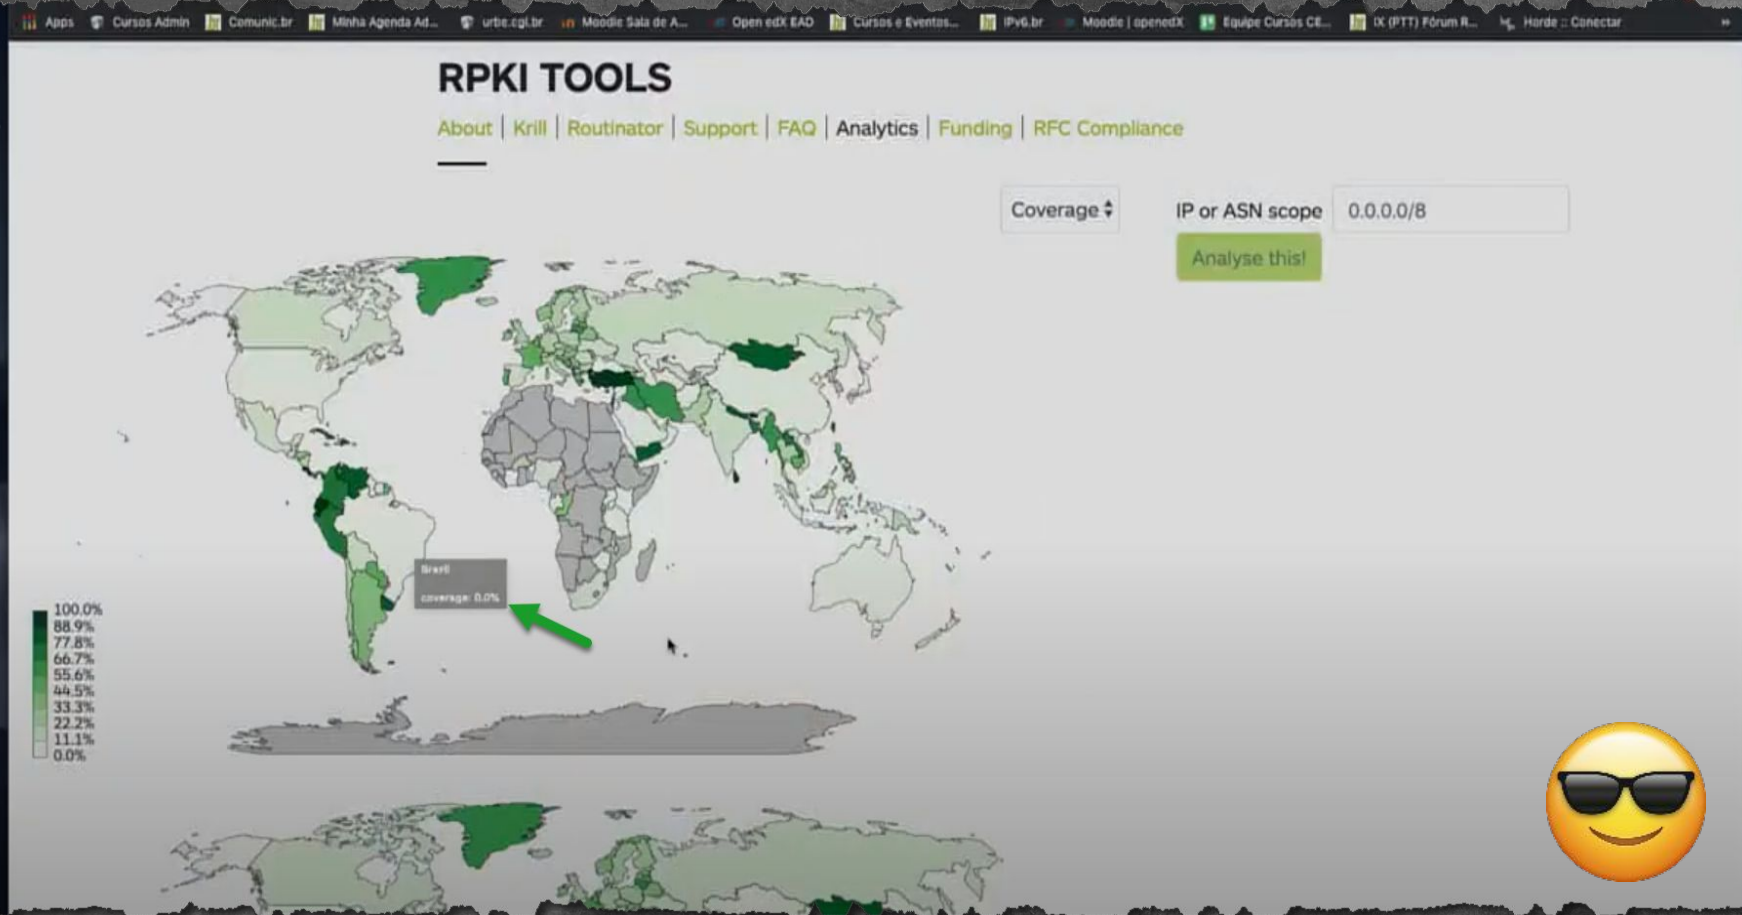 Apps Cursos Admin Comunic.br Minha Agenda Ad... urbe.cgi.br Moodle Sala de A... Open edX EAD Cursos e Eventos... IPv6.br Moodle | openedX Equipe Cursos CE... IX (PTT) Fórum R... Horde :: Conectar »
RPKI TOOLS
About | Krill | Routinator | Support | FAQ | Analytics | Funding | RFC Compliance
Coverage IP or ASN scope 0.0.0.0/8
Analyse this!
Brazil
coverage: 0.0%
100.0%
88.9%
77.8%
66.7%
55.6%
44.5%
33.3%
22.2%
11.1%
0.0%